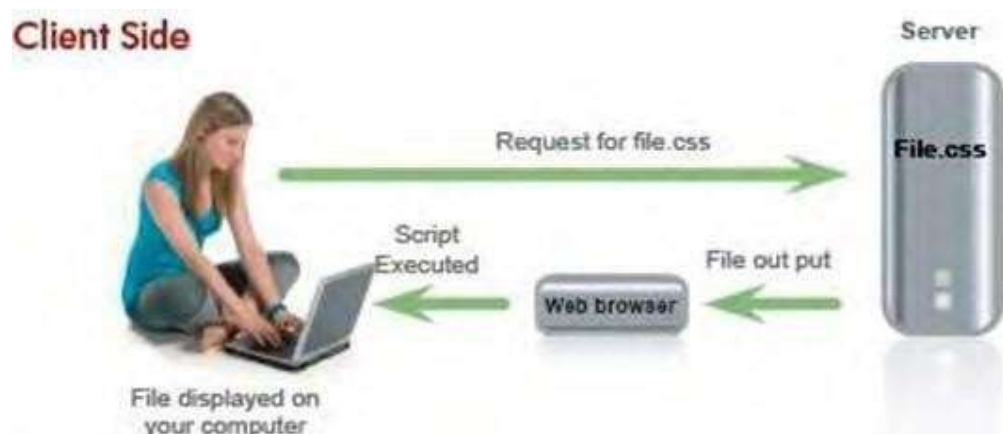 Client Side
Server
Request for file.css
File.css
Script
Executed
File out put
Web browser
File displayed on
your computer